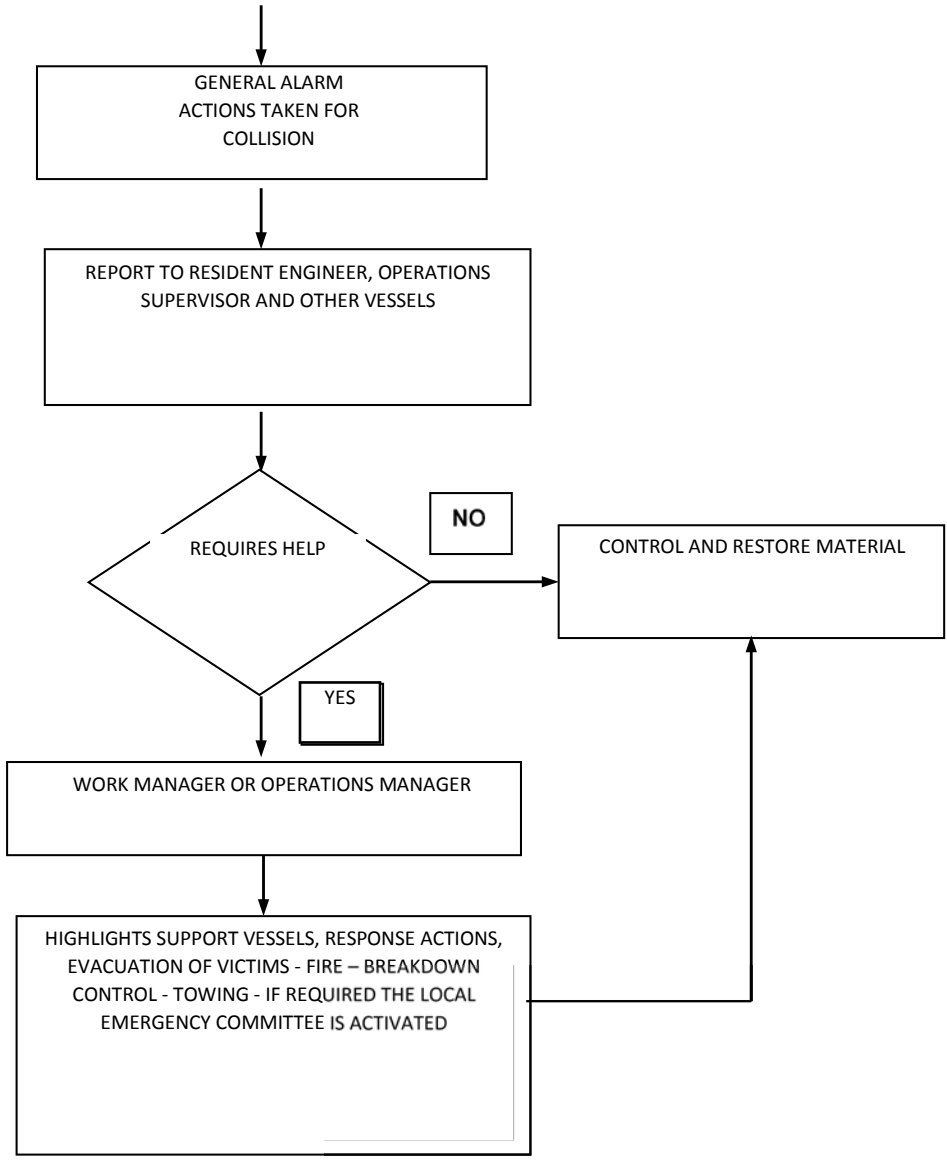 GENERAL ALARM
ACTIONS TAKEN FOR
COLLISION
REPORT TO RESIDENT ENGINEER, OPERATIONS
SUPERVISOR AND OTHER VESSELS
REQUIRES HELP
NO
CONTROL AND RESTORE MATERIAL
YES
WORK MANAGER OR OPERATIONS MANAGER
HIGHLIGHTS SUPPORT VESSELS, RESPONSE ACTIONS,
EVACUATION OF VICTIMS - FIRE – BREAKDOWN
CONTROL - TOWING - IF REQUIRED THE LOCAL
EMERGENCY COMMITTEE IS ACTIVATED